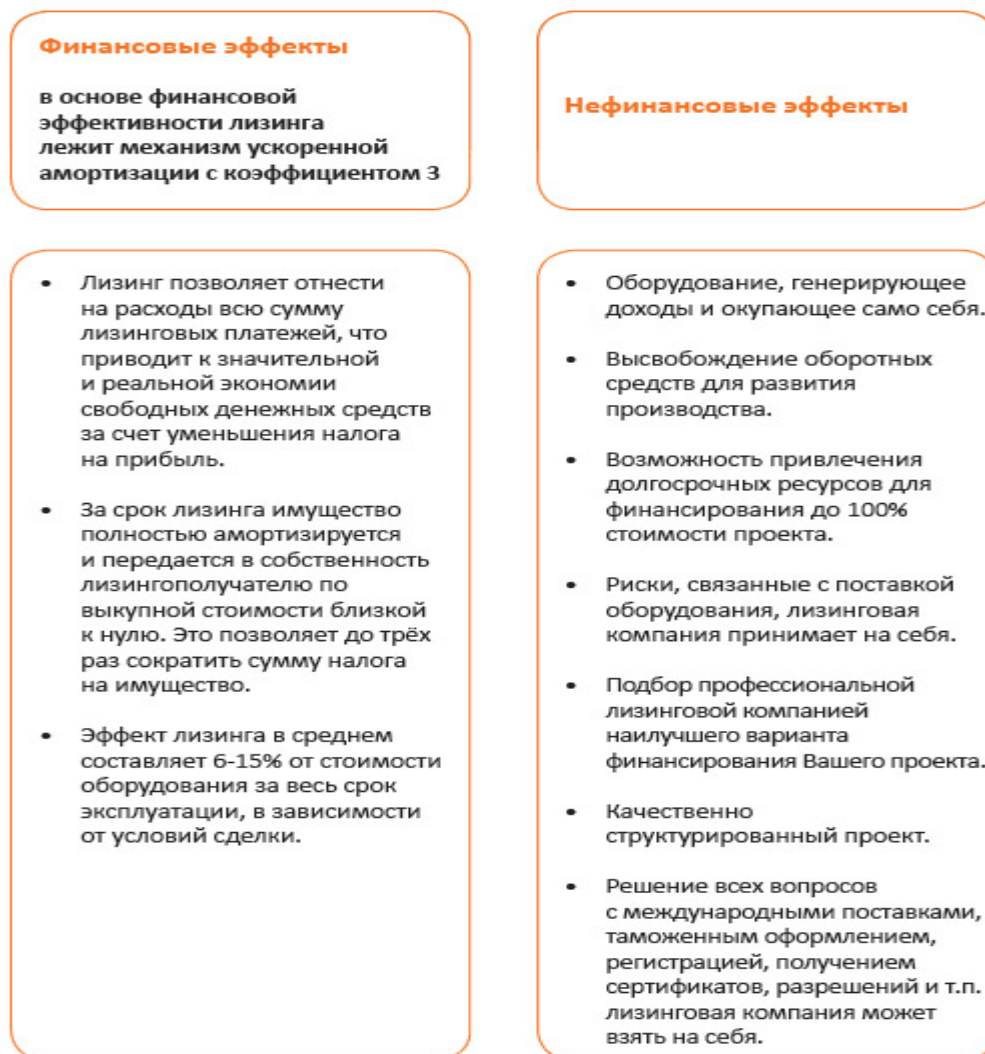 Финансовые эффекты
в основе финансовой
эффективности лизинга
лежит механизм ускоренной
амортизации с коэффициентом 3
Нефинансовые эффекты
• Лизинг позволяет отнести
на расходы всю сумму
лизинговых платежей, что
приводит к значительной
и реальной экономии
свободных денежных средств
за счет уменьшения налога
на прибыль.
• За срок лизинга имущество
полностью амортизируется
и передается в собственность
лизингополучателю по
выкупной стоимости близкой
к нулю. Это позволяет до трёх
раз сократить сумму налога
на имущество.
• Эффект лизинга в среднем
составляет 6-15% от стоимости
оборудования за весь срок
эксплуатации, в зависимости
от условий сделки.
• Оборудование, генерирующее
доходы и окупающее само себя.
• Высвобождение оборотных
средств для развития
производства.
• Возможность привлечения
долгосрочных ресурсов для
финансирования до 100%
стоимости проекта.
• Риски, связанные с поставкой
оборудования, лизинговая
компания принимает на себя.
• Подбор профессиональной
лизинговой компанией
наилучшего варианта
финансирования Вашего проекта.
• Качественно
структурированный проект.
• Решение всех вопросов
с международными поставками,
таможенным оформлением,
регистрацией, получением
сертификатов, разрешений и т.п.
лизинговая компания может
взять на себя.